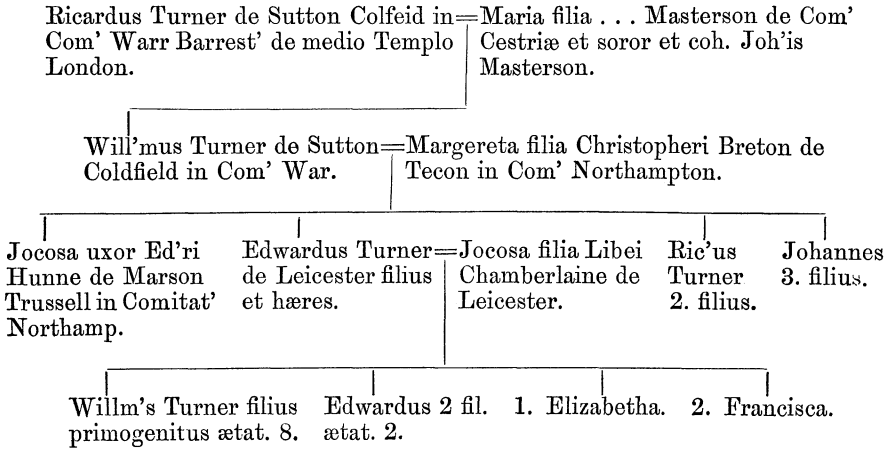 Ricardus Turner de Sutton Colfeid in=Maria filia . . . Masterson de Com'
Com' Warr Barrest' de medio Templo Cestriæ et soror et coh. Joh'is
London. Masterson.
Will'mus Turner de Sutton=Margereta filia Christopheri Breton de
Coldfield in Com' War. Tecon in Com' Northampton.
Jocosa uxor Ed'ri
Hunne de Marson
Trussell in Comitat'
Northamp.
Edwardus Turner=Jocosa filia Libei
de Leicester filius Chamberlaine de
et hæres. Leicester.
Ric'us
Turner
2. filius.
Johannes
3. filius.
Willm's Turner filius
primogenitus ætat. 8.
Edwardus 2 fil.
ætat. 2.
1. Elizabetha.
2. Francisca.